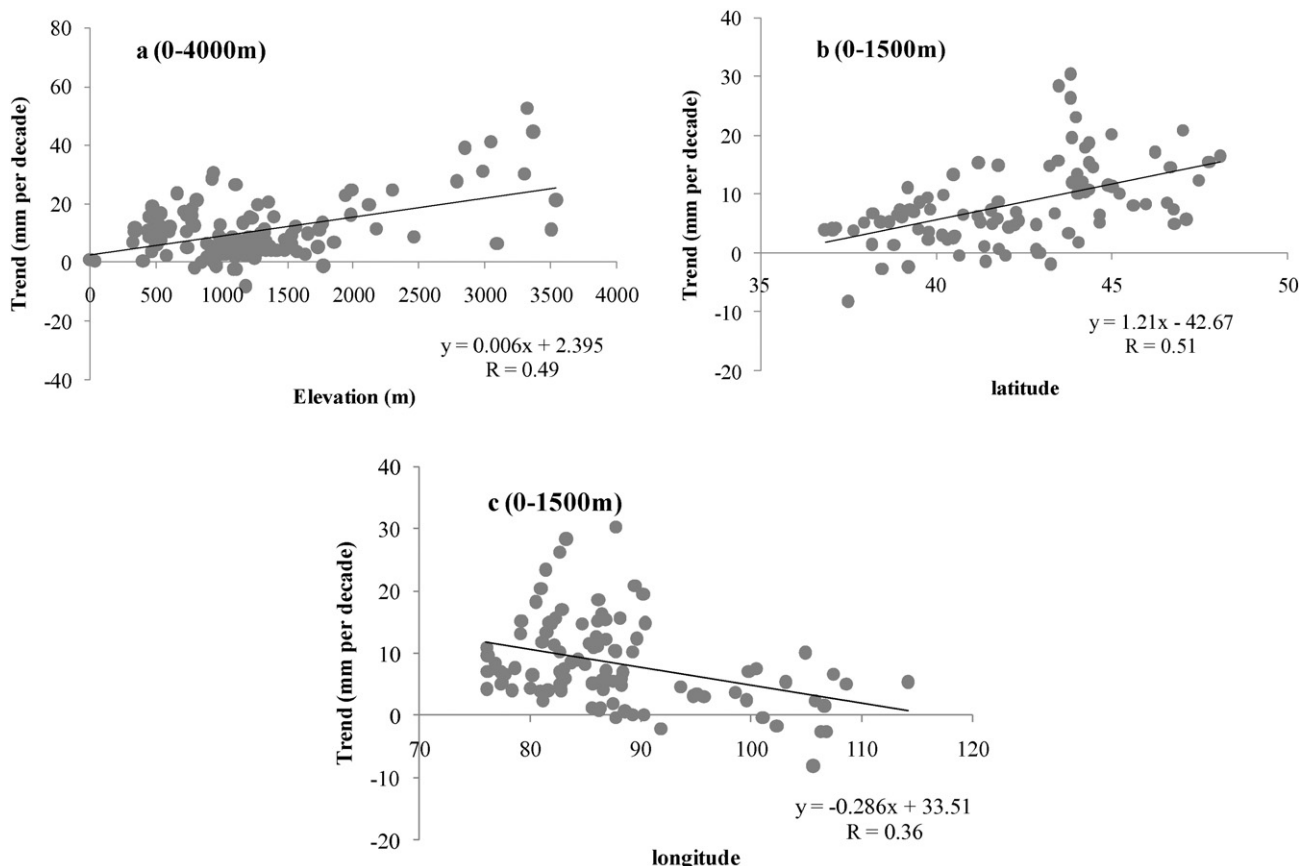 a (0-4000m)
Trend (mm per decade)
80
60
40
20
0
-20
40
0 500 1000 1500 2000 2500 3000 3500 4000
y = 0.006x + 2.395
R = 0.49
Elevation (m)
b (0-1500m)
Trend (mm per decade)
40
30
20
10
0
-10
-20
35 40 45 50
y = 1.21x - 42.67
R = 0.51
latitude
c (0-1500m)
Trend (mm per decade)
40
30
20
10
0
-10
-20
70 80 90 100 110 120
y = -0.286x + 33.51
R = 0.36
longitude